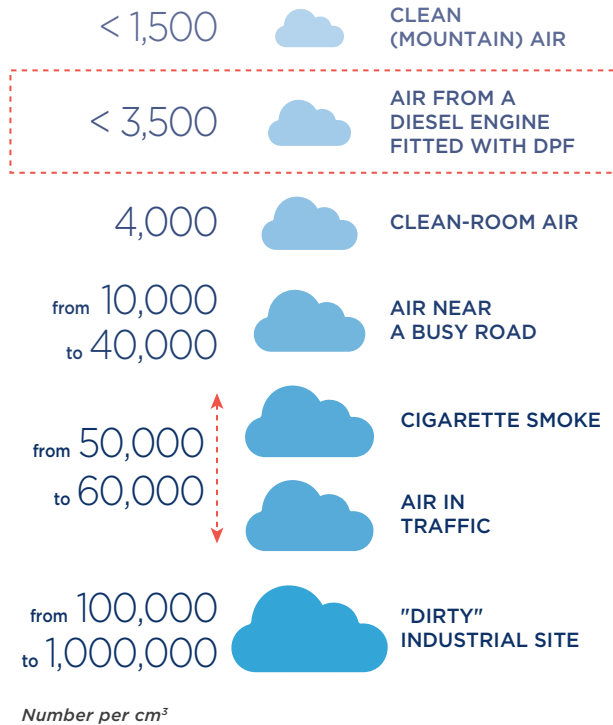 < 1,500
CLEAN
(MOUNTAIN) AIR
< 3,500
AIR FROM A
DIESEL ENGINE
FITTED WITH DPF
4,000
CLEAN-ROOM AIR
from 10,000
to 40,000
AIR NEAR
A BUSY ROAD
from 50,000
to 60,000
CIGARETTE SMOKE
AIR IN
TRAFFIC
from 100,000
to 1,000,000
"DIRTY"
INDUSTRIAL SITE
Number per cm³